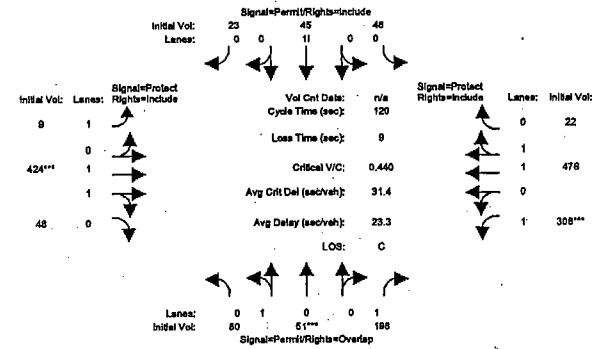 Signal=Permit/Rights=Include
Initial Vol: 23 45 48
Lanes: 0 0 1! 0 0
Signal=Protect Signal=Protect
Initial Vol: Lanes: Rights=Include Vol Cnt Date: n/a Rights=Include Lanes: Initial Vol:
Cycle Time (sec): 120
9 1 0 22
Loss Time (sec): 9
0 1
424*** 1 Critical V/C: 0.440 1 476
1 Avg Crit Del (sec/veh): 31.4 0
48 0 Avg Delay (sec/veh): 23.3 1 308***
LOS: C
Lanes: 0 1 0 0 1
Initial Vol: 80 51*** 198
Signal=Permit/Rights=Overlap